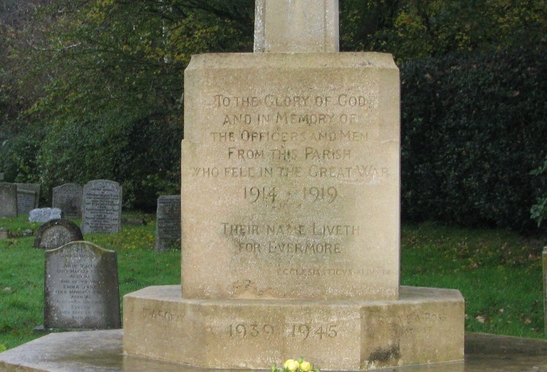 TO THE GLORY OF GOD
AND IN MEMORY OF
THE OFFICERS AND MEN
FROM THIS PARISH
WHO FELL IN THE GREAT WAR
1914 - 1919
THEIR NAME LIVETH
FOR EVERMORE
ECCLESIASTICUS
1939 1945